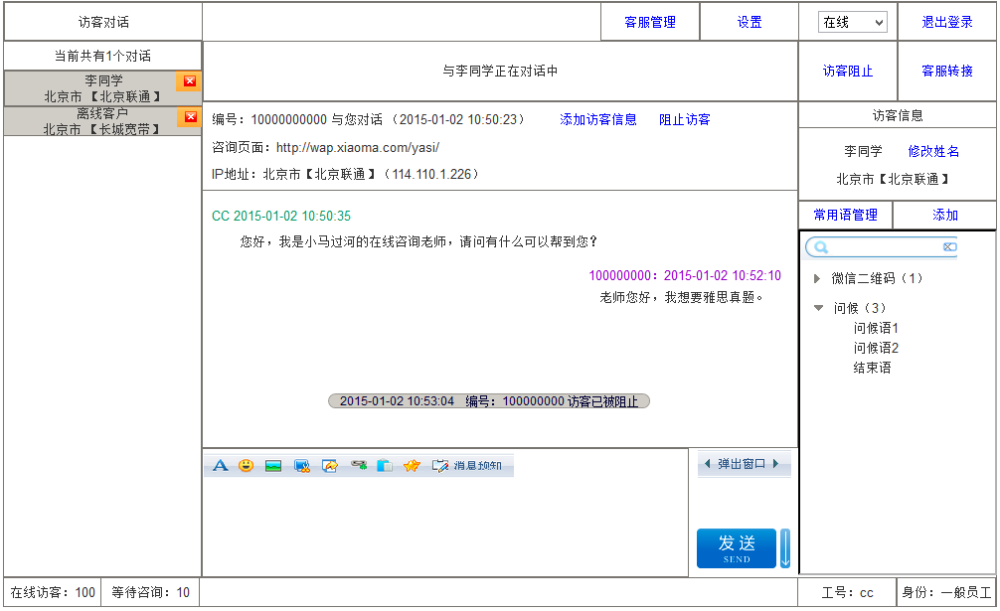 访客对话
客服管理
设置
在线
退出登录
当前共有1个对话
李同学
北京市 【北京联通】
离线客户
北京市 【长城宽带】
与李同学正在对话中
访客阻止
客服转接
编号：10000000000 与您对话 （2015-01-02 10:50:23） 添加访客信息 阻止访客
咨询页面：http://wap.xiaoma.com/yasi/
IP地址：北京市【北京联通】（114.110.1.226）
访客信息
李同学 修改姓名
北京市【北京联通】
常用语管理
添加
微信二维码（1）
问候（3）
问候语1
问候语2
结束语
CC 2015-01-02 10:50:35
您好，我是小马过河的在线咨询老师，请问有什么可以帮到您？
100000000：2015-01-02 10:52:10
老师您好，我想要雅思真题。
2015-01-02 10:53:04 编号：100000000 访客已被阻止
消息预知
弹出窗口
发送
SEND
在线访客：100
等待咨询：10
工号：cc
身份：一般员工